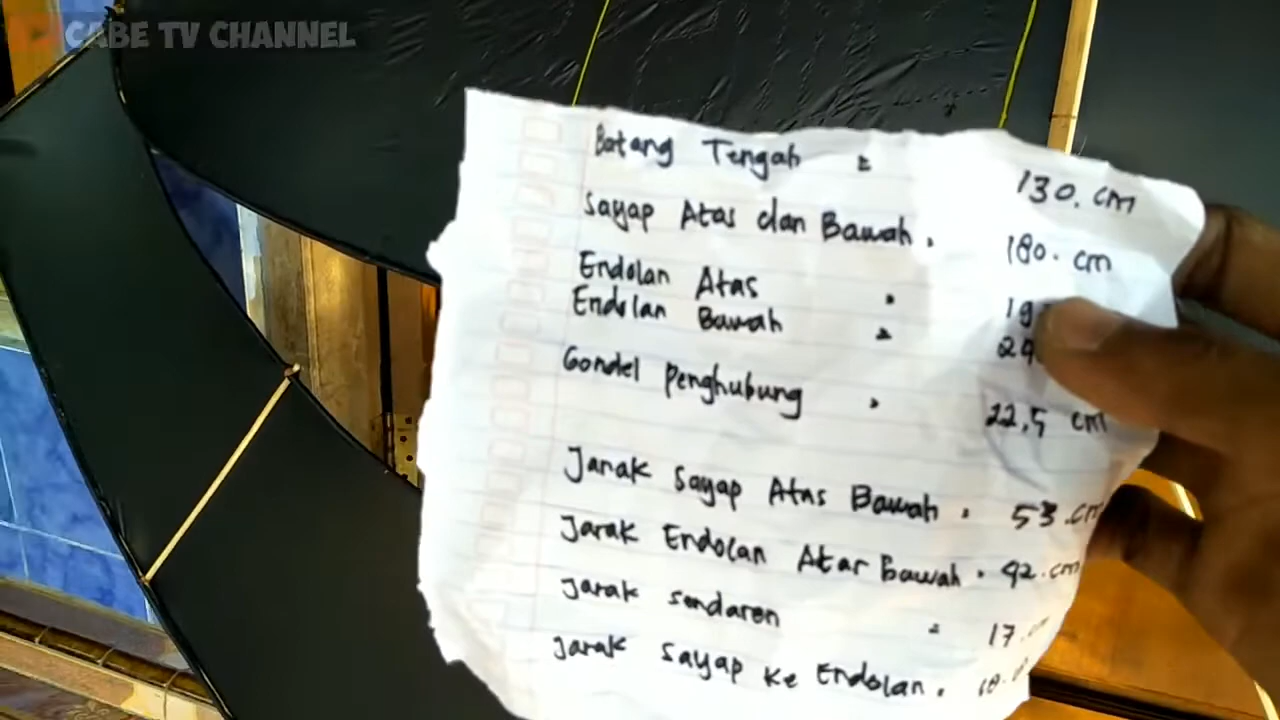 CABE TV CHANNEL
Batang Tengah = 130. cm
Sayap Atas dan Bawah . 180. cm
Endolan Atas
Endolan Bawah
Gondel Penghubung . 22,5 cm
Jarak Sayap Atas Bawah . 53.cm
Jarak Endolan Atar Bawah .
Jarak sendaren = 17.
Jarak Sayap Ke Endolan .